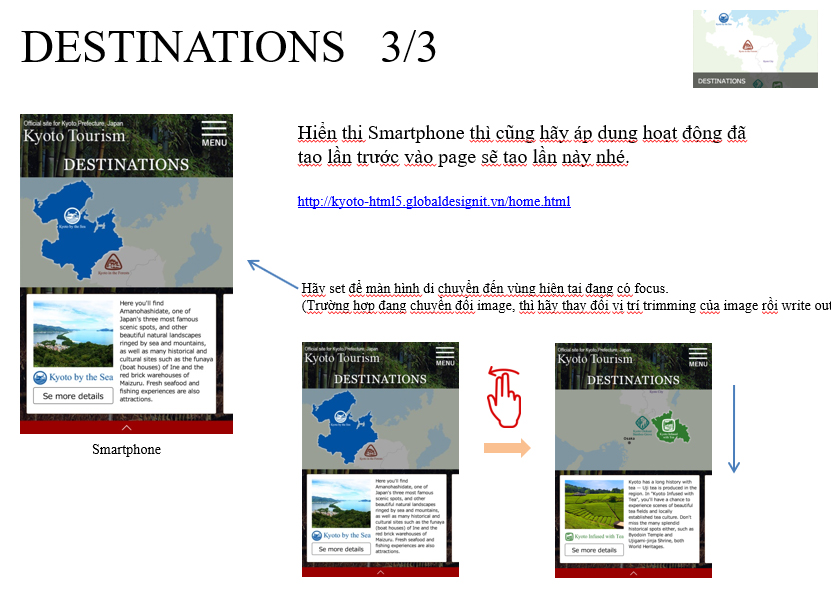 DESTINATIONS 3/3
DESTINATIONS
Official site for Kyoto Prefecture, Japan
Kyoto Tourism
MENU
DESTINATIONS
Kyoto by the Sea
Kyoto in the Forests
Here you'll find
Amanohashidate, one of
Japan's three most famous
scenic spots, and other
beautiful natural landscapes
ringed by sea and mountains,
as well as many historical and
cultural sites such as the funaya
(boat houses) of Ine and the
red brick warehouses of
Maizuru. Fresh seafood and
fishing experiences are also
attractions.
Kyoto by the Sea
Se more details
Smartphone
Hiển thị Smartphone thì cũng hãy áp dụng hoạt động đã
tạo lần trước vào page sẽ tạo lần này nhé.
http://kyoto-html5.globaldesignit.vn/home.html
Hãy set để màn hình di chuyển đến vùng hiện tại đang có focus.
(Trường hợp đang chuyển đổi image, thì hãy thay đổi vị trí trimming của image rồi write out
Official site for Kyoto Prefecture, Japan
Kyoto Tourism
MENU
DESTINATIONS
Here you'll find
Amanohashidate, one of
Japan's three most famous
scenic spots, and other
beautiful natural landscapes
ringed by sea and mountains,
as well as many historical and
cultural sites such as the funaya
(boat houses) of Ine and the
red brick warehouses of
Maizuru. Fresh seafood and
fishing experiences are also
attractions.
Kyoto by the Sea
Se more details
Official site for Kyoto Prefecture, Japan
Kyoto Tourism
MENU
DESTINATIONS
Osaka
Kyoto Infused with Tea
Kyoto has a long history with
tea — Uji tea is produced in the
region. In "Kyoto Infused with
Tea", you'll have a chance to
experience scenes of beautiful
tea fields and locally
established tea culture. Don't
miss the many splendid
historical spots either, such as
Byodoin Temple and
Ujigami-jinja Shrine, both
World Heritages.
Kyoto Infused with Tea
Se more details